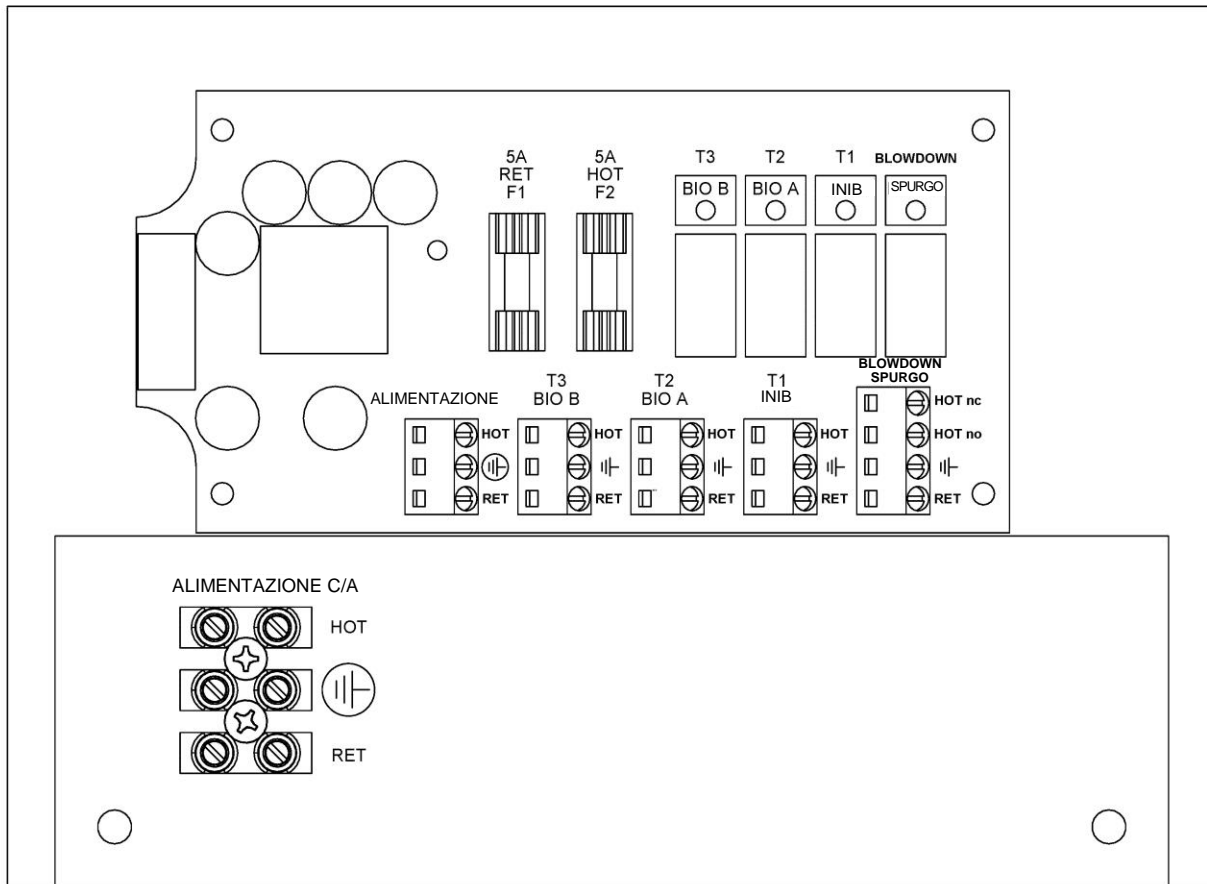 5A
RET
F1
5A
HOT
F2
T3
T2
T1
BLOWDOWN
BIO B
BIO A
INIB
SPURGO
ALIMENTAZIONE
T3
BIO B
T2
BIO A
T1
INIB
BLOWDOWN
SPURGO
HOT nc
HOT
HOT
HOT
HOT
HOT no
RET
RET
RET
RET
RET
ALIMENTAZIONE C/A
HOT
RET